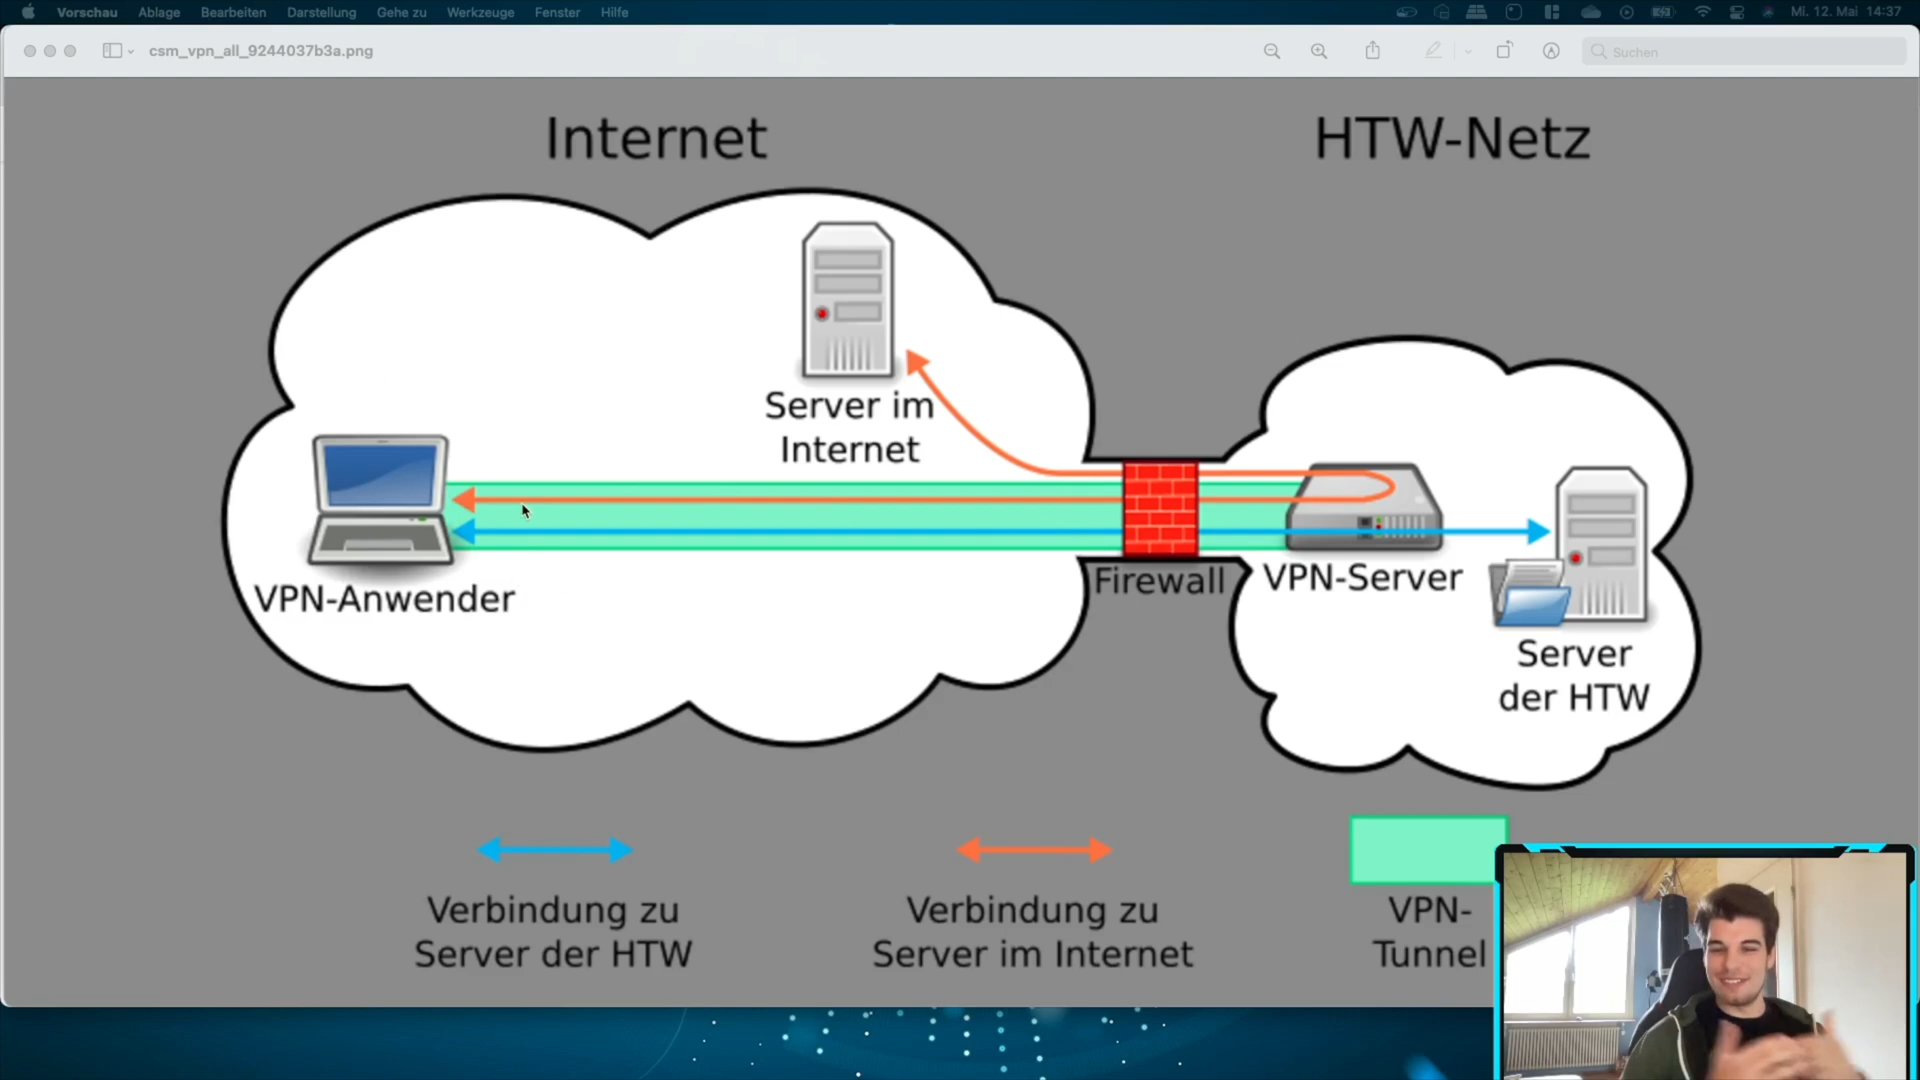 Vorschau Ablage Bearbeiten Darstellung Gehe zu Werkzeuge Fenster Hilfe Mi. 12. Mai 14:37
csm_vpn_all_9244037b3a.png Suchen
Internet HTW-Netz
Server im
Internet
VPN-Anwender
Firewall
VPN-Server
Server
der HTW
Verbindung zu
Server der HTW
Verbindung zu
Server im Internet
VPN-
Tunnel